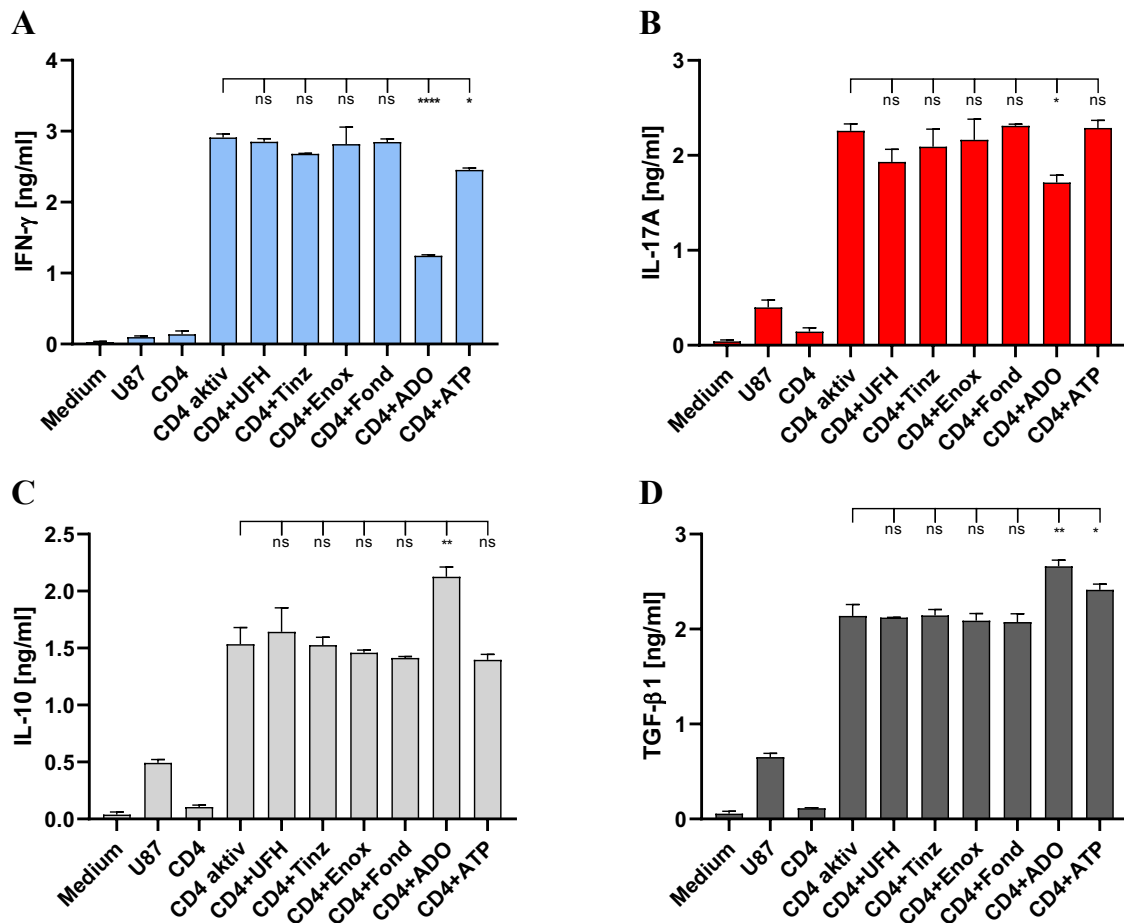 A
IFN-γ [ng/ml]
4
3
2
1
0
ns ns ns ns **** *
Medium
U87
CD4
CD4 aktiv
CD4+UFH
CD4+Tinz
CD4+Enox
CD4+Fond
CD4+ADO
CD4+ATP
B
IL-17A [ng/ml]
3
2
1
0
ns ns ns ns * ns
Medium
U87
CD4
CD4 aktiv
CD4+UFH
CD4+Tinz
CD4+Enox
CD4+Fond
CD4+ADO
CD4+ATP
C
IL-10 [ng/ml]
2.5
2.0
1.5
1.0
0.5
0.0
ns ns ns ns ** ns
Medium
U87
CD4
CD4 aktiv
CD4+UFH
CD4+Tinz
CD4+Enox
CD4+Fond
CD4+ADO
CD4+ATP
D
TGF-β1 [ng/ml]
3
2
1
0
ns ns ns ns ** *
Medium
U87
CD4
CD4 aktiv
CD4+UFH
CD4+Tinz
CD4+Enox
CD4+Fond
CD4+ADO
CD4+ATP